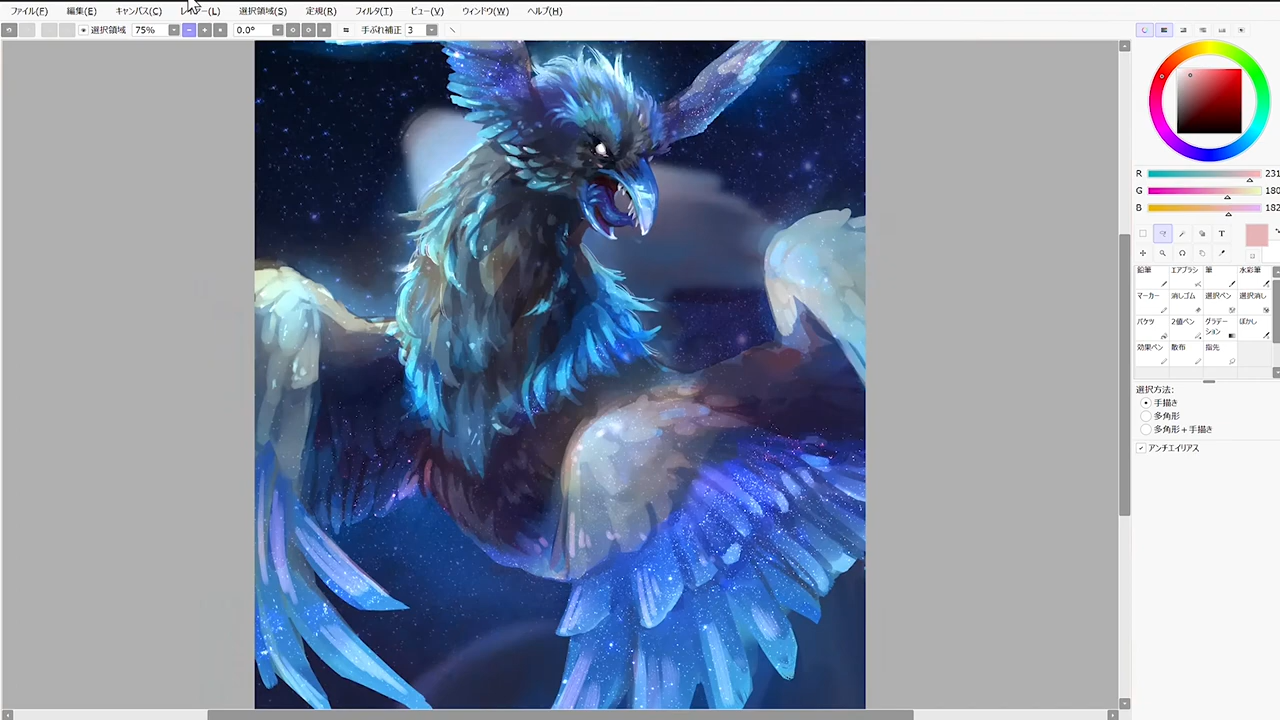 ファイル(F) 編集(E) キャンバス(C) レイヤー(L) 選択領域(S) 定規(R) フィルタ(T) ビュー(V) ウィンドウ(W) ヘルプ(H)
選択領域 75% 0.0° 手ぶれ補正 3
R 231
G 180
B 182
T
鉛筆 エアブラシ 筆 水彩筆
マーカー 消しゴム 選択ペン 選択消し
バケツ 2値ペン グラデーション ぼかし
効果ペン 散布 指先
選択方法:
手描き
多角形
多角形+手描き
アンチエイリアス